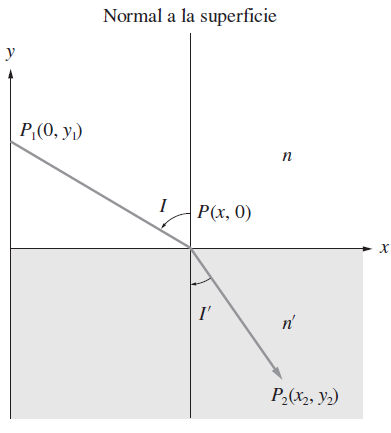 Normal a la superficie
y
P₁(0, y₁)
n
I
P(x, 0)
x
I′
n′
P₂(x₂, y₂)